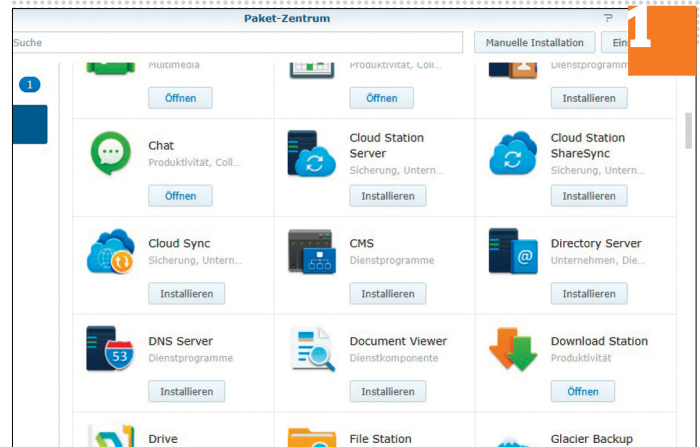 Paket-Zentrum
?
1
Suche
Manuelle Installation
1
Multimedia
Produktivität, Coll...
Öffnen
Öffnen
Installieren
Chat
Produktivität, Coll...
Öffnen
Cloud Station
Server
Sicherung, Untern...
Installieren
Cloud Station
ShareSync
Sicherung, Untern...
Installieren
Cloud Sync
Sicherung, Untern...
Installieren
CMS
Dienstprogramme
Installieren
@
Directory Server
Unternehmen, Die...
Installieren
53
DNS Server
Dienstprogramme
Installieren
Document Viewer
Dienstkomponente
Installieren
Download Station
Produktivität
Öffnen
Drive
File Station
Glacier Backup